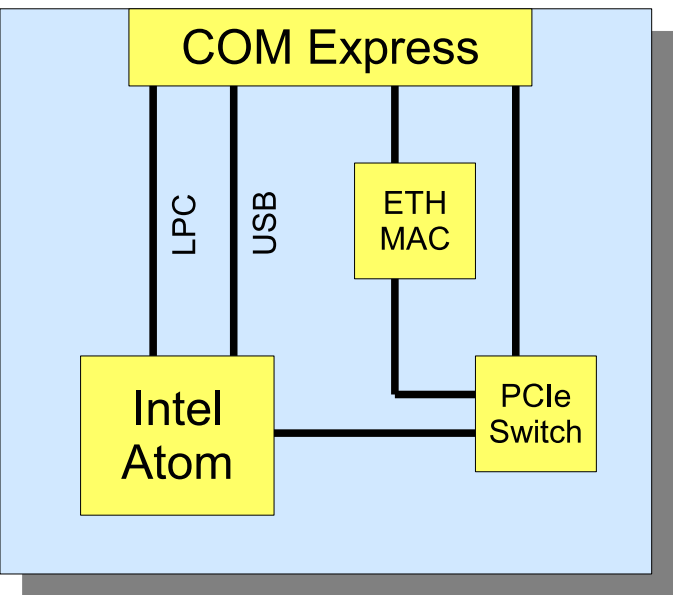 COM Express
LPC
USB
ETH
MAC
Intel
Atom
PCIe
Switch